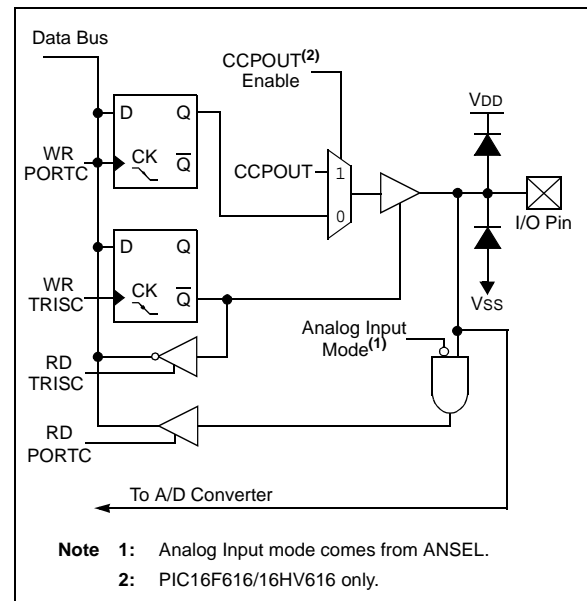 Data Bus
CCPOUT(2)
Enable
VDD
D Q
WR
PORTC
CK Q
CCPOUT
1
0
I/O Pin
D Q
WR
TRISC
CK Q
VSS
Analog Input
Mode(1)
RD
TRISC
RD
PORTC
To A/D Converter
Note 1: Analog Input mode comes from ANSEL.
2: PIC16F616/16HV616 only.